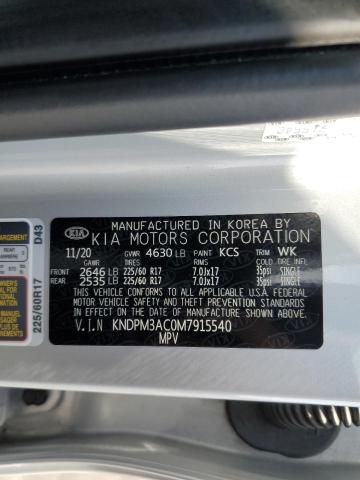 MANUFACTURED IN KOREA BY
KIA KIA MOTORS CORPORATION
11/20 GVWR 4630 LB PAINT KCS TRIM WK
GAWR TIRES RIMS COLD TIRE INFL
FRONT 2646 LB 225/60 R17 7.0Jx17 35psi SINGLE
REAR 2535 LB 225/60 R17 7.0Jx17 35psi SINGLE
THIS VEHICLE CONFORMS TO ALL APPLICABLE U.S.A.
FEDERAL MOTOR VEHICLE SAFETY, BUMPER, AND THEFT PREVENTION
STANDARDS IN EFFECT ON THE DATE OF MANUFACTURE SHOWN ABOVE
V.I.N KNDPM3AC0M7915540
MPV
D43
225/60R17
REAR